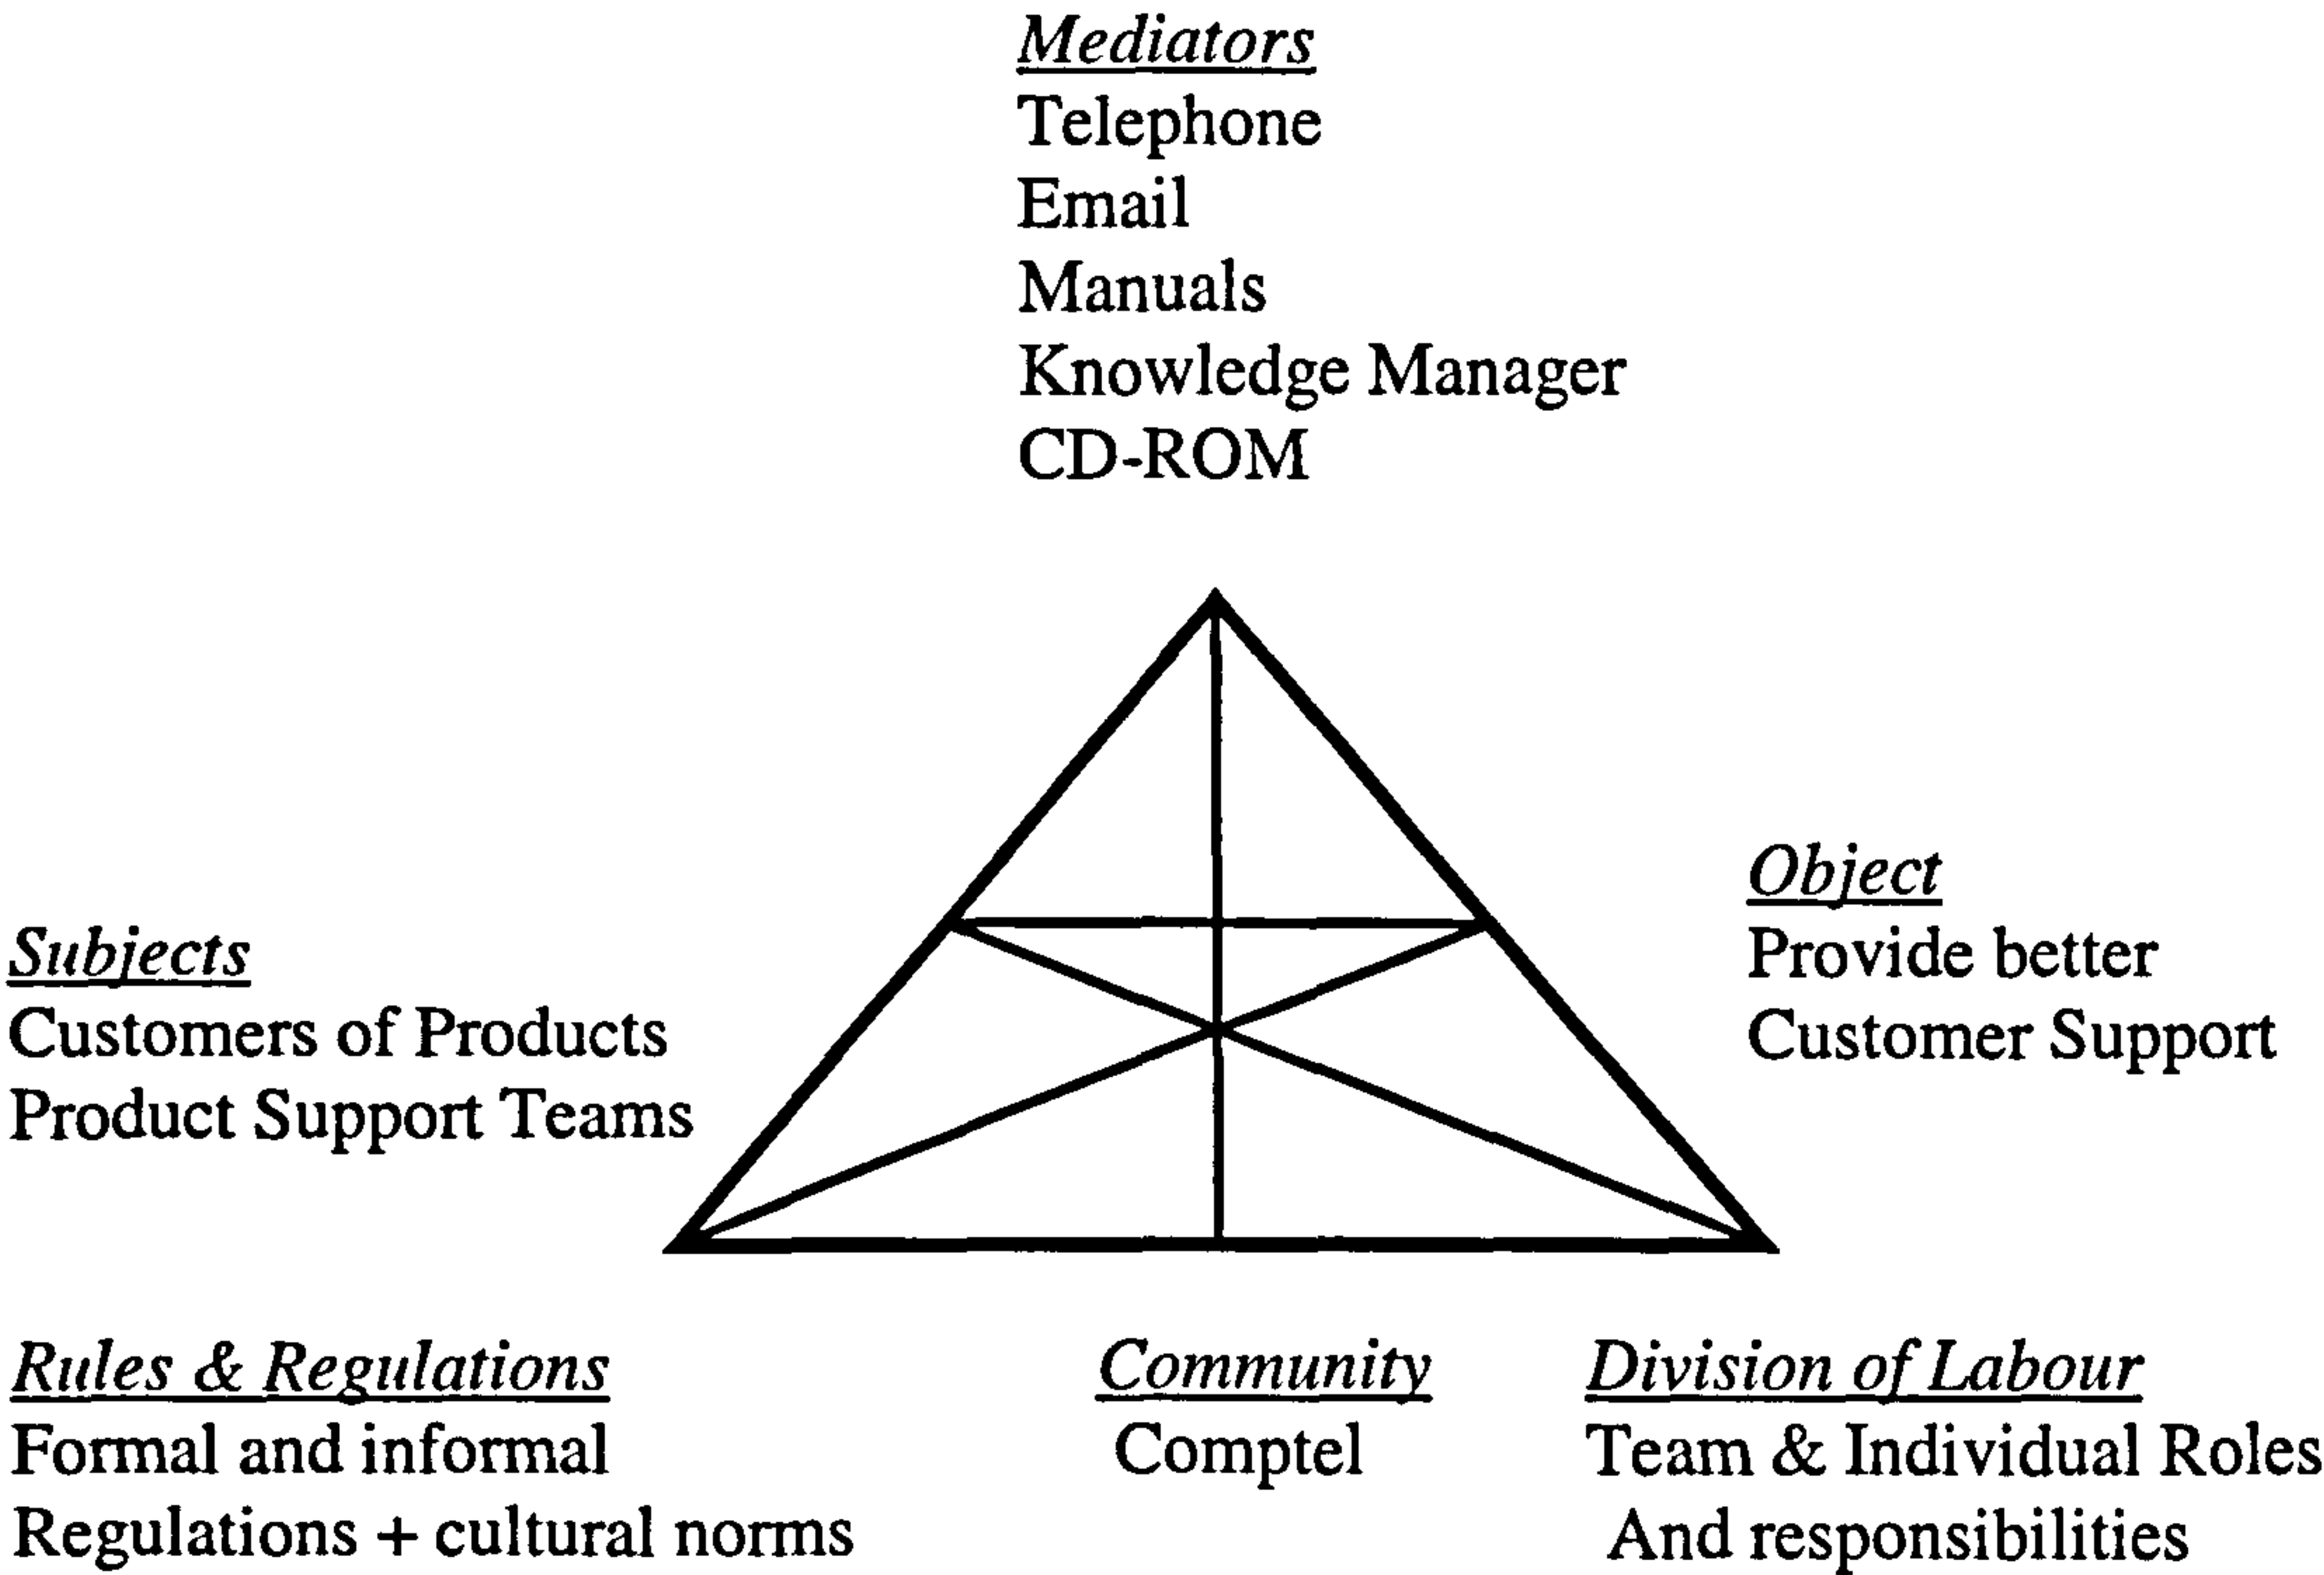 Mediators
Telephone
Email
Manuals
Knowledge Manager
CD-ROM
Object
Provide better
Customer Support
Subjects
Customers of Products
Product Support Teams
Rules & Regulations
Formal and informal
Regulations + cultural norms
Community
Comptel
Division of Labour
Team & Individual Roles
And responsibilities